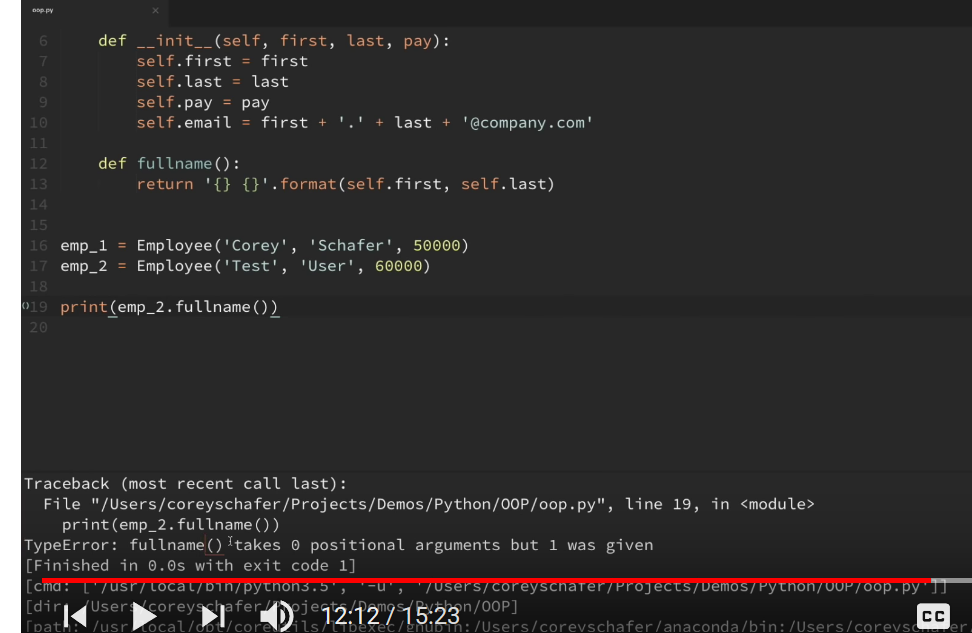 oop.py ×
6 def __init__(self, first, last, pay):
7 self.first = first
8 self.last = last
9 self.pay = pay
10 self.email = first + '.' + last + '@company.com'
11
12 def fullname():
13 return '{} {}'.format(self.first, self.last)
14
15
16 emp_1 = Employee('Corey', 'Schafer', 50000)
17 emp_2 = Employee('Test', 'User', 60000)
18
19 print(emp_2.fullname())
20
Traceback (most recent call last):
File "/Users/coreyschafer/Projects/Demos/Python/OOP/oop.py", line 19, in <module>
print(emp_2.fullname())
TypeError: fullname() takes 0 positional arguments but 1 was given
[Finished in 0.0s with exit code 1]
[cmd: ['/usr/local/bin/python3.5', '-u', '/Users/coreyschafer/Projects/Demos/Python/OOP/oop.py']]
[dir: /Users/coreyschafer/Projects/Demos/Python/OOP]
12:12 / 15:23
CC
[path: /usr/local/opt/coreutils/libexec/gnubin:/Users/coreyschafer/anaconda/bin:/Users/coreyschafer